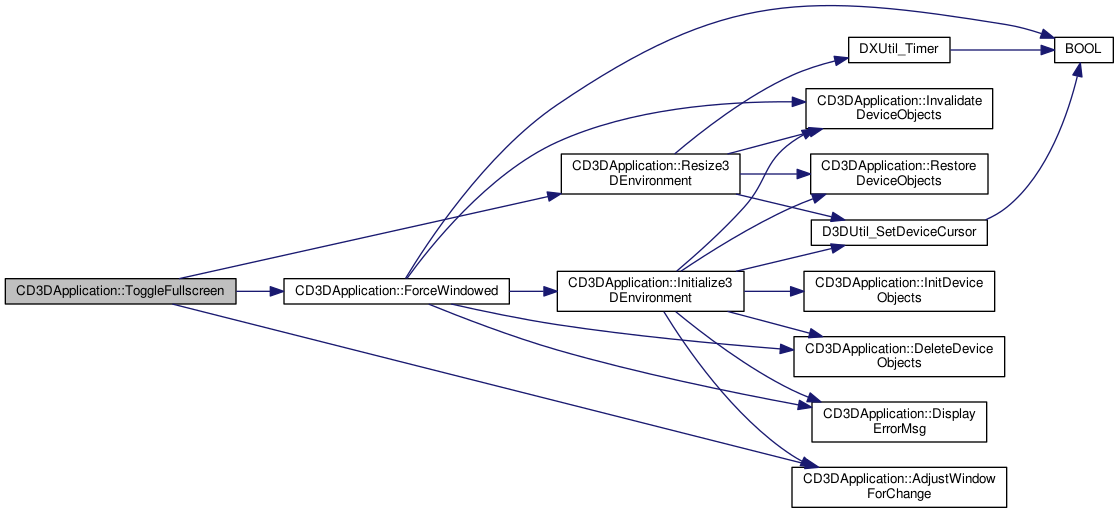 CD3DApplication::ToggleFullscreen
CD3DApplication::ForceWindowed
CD3DApplication::Resize3
DEnvironment
CD3DApplication::Initialize3
DEnvironment
DXUtil_Timer
BOOL
CD3DApplication::Invalidate
DeviceObjects
CD3DApplication::Restore
DeviceObjects
D3DUtil_SetDeviceCursor
CD3DApplication::InitDevice
Objects
CD3DApplication::DeleteDevice
Objects
CD3DApplication::Display
ErrorMsg
CD3DApplication::AdjustWindow
ForChange